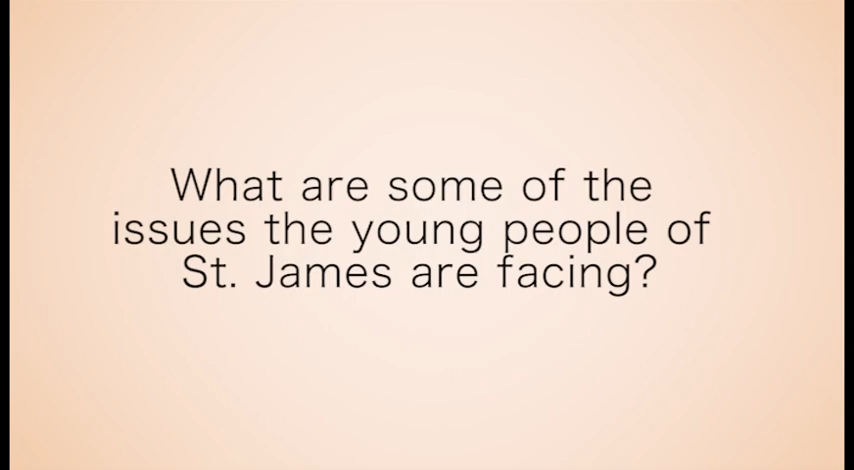 What are some of the
issues the young people of
St. James are facing?